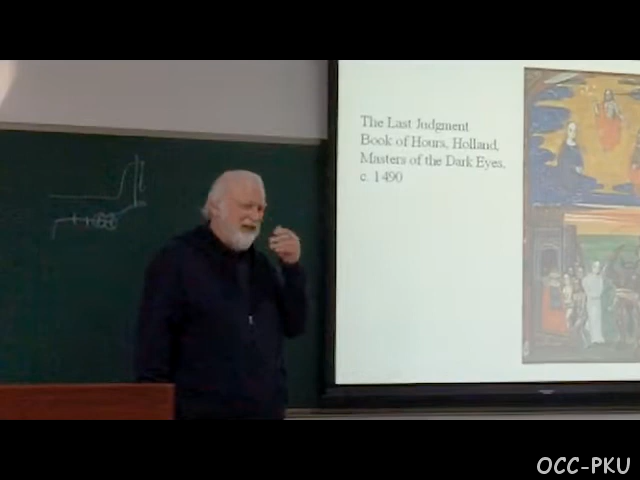 The Last Judgment
Book of Hours, Holland,
Masters of the Dark Eyes,
c. 1490
OCC-PKU